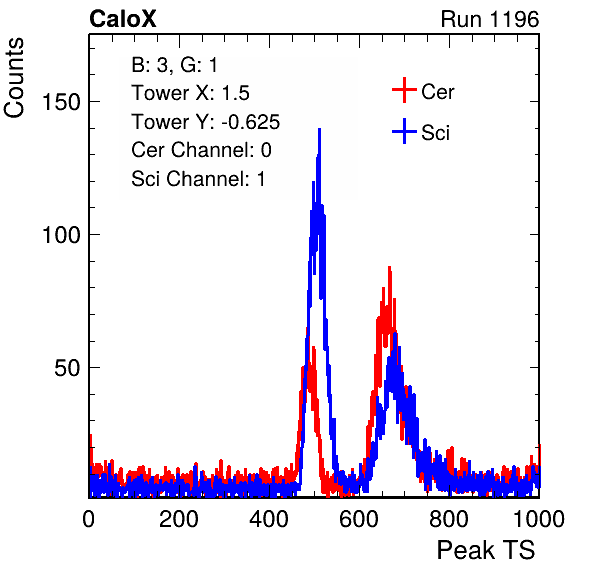 CaloX Run 1196
Counts
B: 3, G: 1
Tower X: 1.5
Tower Y: -0.625
Cer Channel: 0
Sci Channel: 1
Cer
Sci
150
100
50
0 200 400 600 800 1000
Peak TS